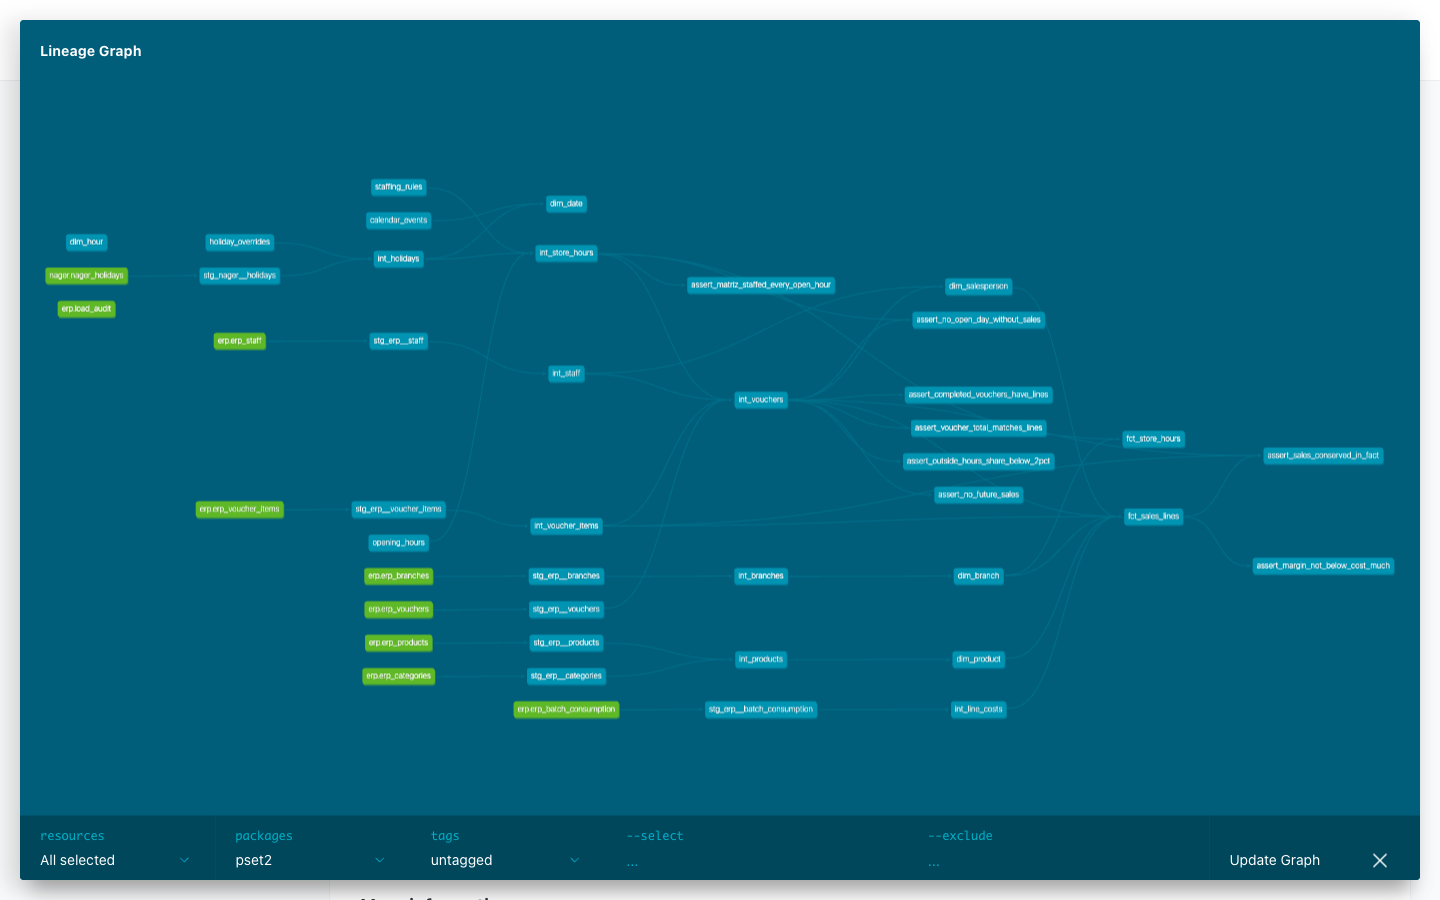 Lineage Graph
staffing_rules
dim_date
calendar_events
dim_hour
holiday_overrides
int_store_hours
int_holidays
nager.nager_holidays
stg_nager__holidays
assert_matriz_staffed_every_open_hour
dim_salesperson
erp.load_audit
assert_no_open_day_without_sales
erp.erp_staff
stg_erp__staff
int_staff
assert_completed_vouchers_have_lines
int_vouchers
assert_voucher_total_matches_lines
fct_store_hours
assert_sales_conserved_in_fact
assert_outside_hours_share_below_2pct
assert_no_future_sales
erp.erp_voucher_items
stg_erp__voucher_items
fct_sales_lines
int_voucher_items
opening_hours
assert_margin_not_below_cost_much
erp.erp_branches
stg_erp__branches
int_branches
dim_branch
erp.erp_vouchers
stg_erp__vouchers
erp.erp_products
stg_erp__products
int_products
dim_product
erp.erp_categories
stg_erp__categories
erp.erp_batch_consumption
stg_erp__batch_consumption
int_line_costs
resources
packages
tags
--select
--exclude
All selected
pset2
untagged
...
...
Update Graph